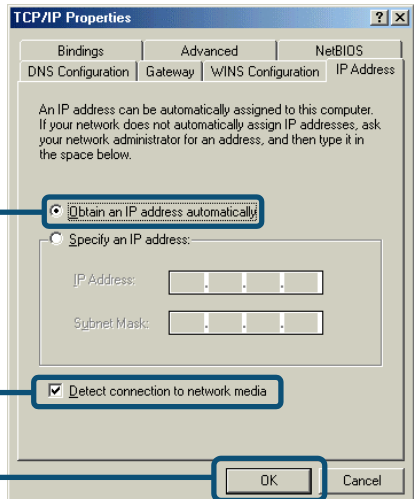 TCP/IP Properties
Bindings Advanced NetBIOS
DNS Configuration Gateway WINS Configuration IP Address
An IP address can be automatically assigned to this computer.
If your network does not automatically assign IP addresses, ask
your network administrator for an address, and then type it in
the space below.
Obtain an IP address automatically
Specify an IP address:
IP Address:
Subnet Mask:
Detect connection to network media
OK Cancel